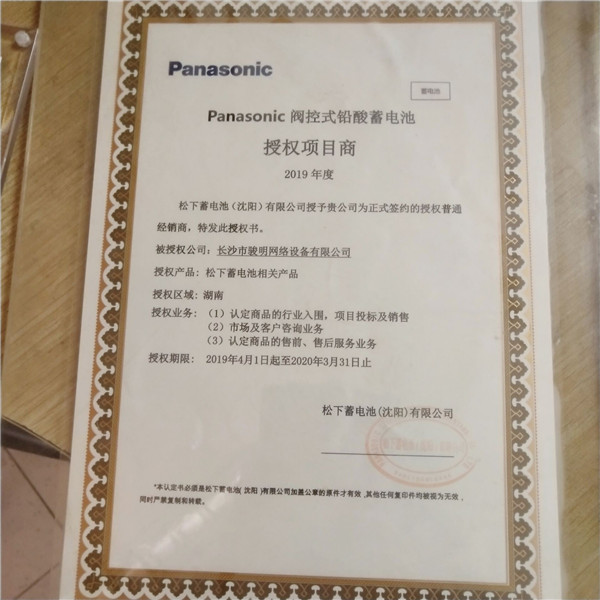 Panasonic
蓄电池
Panasonic 阀控式铅酸蓄电池
授权项目商
2019 年度
松下蓄电池（沈阳）有限公司授予贵公司为正式签约的授权普通
经销商，特发此授权书。
被授权公司：长沙市骏明网络设备有限公司
授权产品：松下蓄电池相关产品
授权区域：湖南
授权业务：（1）认定商品的行业入围，项目投标及销售
（2）市场及客户咨询业务
（3）认定商品的售前、售后服务业务
授权期限：2019年4月1日起至2020年3月31日止
松下蓄电池(沈阳)有限公司
*本认定书必须是松下蓄电池(沈阳)有限公司加盖公章的原件才有效,其他任何复印件均被视为无效，
同时严禁复制和转载。